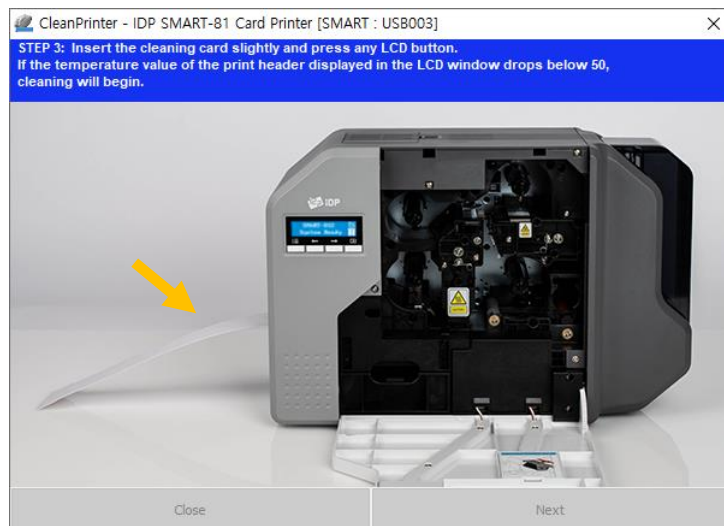 CleanPrinter - IDP SMART-81 Card Printer [SMART : USB003]
STEP 3: Insert the cleaning card slightly and press any LCD button.
If the temperature value of the print header displayed in the LCD window drops below 50,
cleaning will begin.
IDP
Close
Next